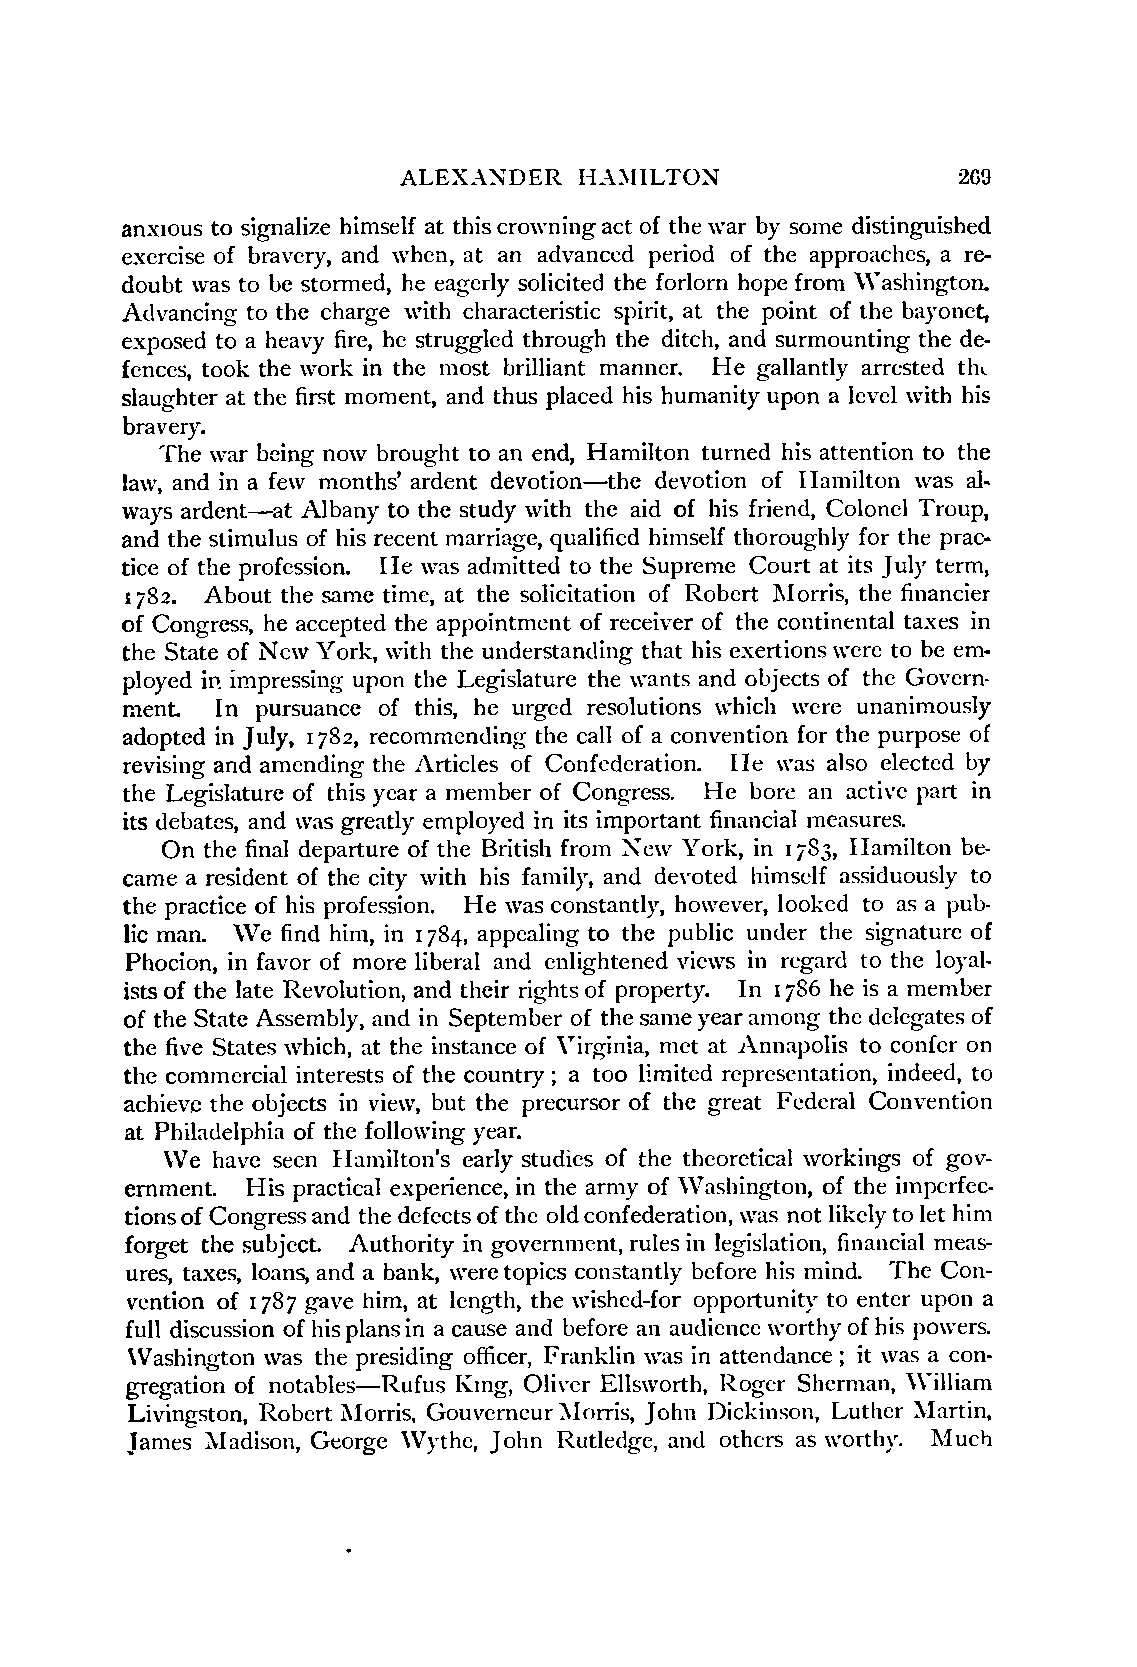 ALEXANDER HAMILTON 269
anxious to signalize himself at this crowning act of the war by some distinguished
exercise of bravery, and when, at an advanced period of the approaches, a re-
doubt was to be stormed, he eagerly solicited the forlorn hope from Washington.
Advancing to the charge with characteristic spirit, at the point of the bayonet,
exposed to a heavy fire, he struggled through the ditch, and surmounting the de-
fences, took the work in the most brilliant manner. He gallantly arrested the
slaughter at the first moment, and thus placed his humanity upon a level with his
bravery.
The war being now brought to an end, Hamilton turned his attention to the
law, and in a few months' ardent devotion—the devotion of Hamilton was al-
ways ardent—at Albany to the study with the aid of his friend, Colonel Troup,
and the stimulus of his recent marriage, qualified himself thoroughly for the prac-
tice of the profession. He was admitted to the Supreme Court at its July term,
1782. About the same time, at the solicitation of Robert Morris, the financier
of Congress, he accepted the appointment of receiver of the continental taxes in
the State of New York, with the understanding that his exertions were to be em-
ployed in impressing upon the Legislature the wants and objects of the Govern-
ment. In pursuance of this, he urged resolutions which were unanimously
adopted in July, 1782, recommending the call of a convention for the purpose of
revising and amending the Articles of Confederation. He was also elected by
the Legislature of this year a member of Congress. He bore an active part in
its debates, and was greatly employed in its important financial measures.
On the final departure of the British from New York, in 1783, Hamilton be-
came a resident of the city with his family, and devoted himself assiduously to
the practice of his profession. He was constantly, however, looked to as a pub-
lic man. We find him, in 1784, appealing to the public under the signature of
Phocion, in favor of more liberal and enlightened views in regard to the loyal-
ists of the late Revolution, and their rights of property. In 1786 he is a member
of the State Assembly, and in September of the same year among the delegates of
the five States which, at the instance of Virginia, met at Annapolis to confer on
the commercial interests of the country; a too limited representation, indeed, to
achieve the objects in view, but the precursor of the great Federal Convention
at Philadelphia of the following year.
We have seen Hamilton's early studies of the theoretical workings of gov-
ernment. His practical experience, in the army of Washington, of the imperfec-
tions of Congress and the defects of the old confederation, was not likely to let him
forget the subject. Authority in government, rules in legislation, financial meas-
ures, taxes, loans, and a bank, were topics constantly before his mind. The Con-
vention of 1787 gave him, at length, the wished-for opportunity to enter upon a
full discussion of his plans in a cause and before an audience worthy of his powers.
Washington was the presiding officer, Franklin was in attendance; it was a con-
gregation of notables—Rufus King, Oliver Ellsworth, Roger Sherman, William
Livingston, Robert Morris, Gouverneur Morris, John Dickinson, Luther Martin,
James Madison, George Wythe, John Rutledge, and others as worthy. Much